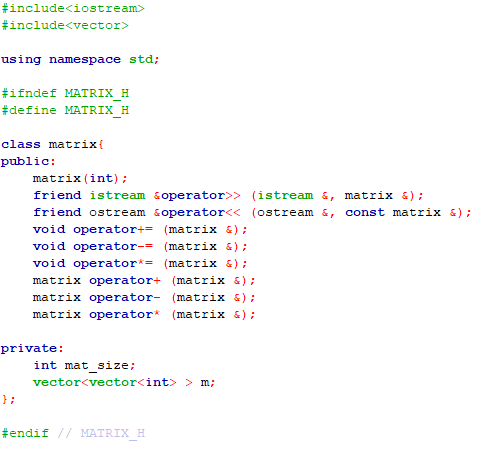 #include<iostream>
#include<vector>

using namespace std;

#ifndef MATRIX_H
#define MATRIX_H

class matrix{
public:
    matrix(int);
    friend istream &operator>> (istream &, matrix &);
    friend ostream &operator<< (ostream &, const matrix &);
    void operator+= (matrix &);
    void operator-= (matrix &);
    void operator*= (matrix &);
    matrix operator+ (matrix &);
    matrix operator- (matrix &);
    matrix operator* (matrix &);

private:
    int mat_size;
    vector<vector<int> > m;
};

#endif // MATRIX_H